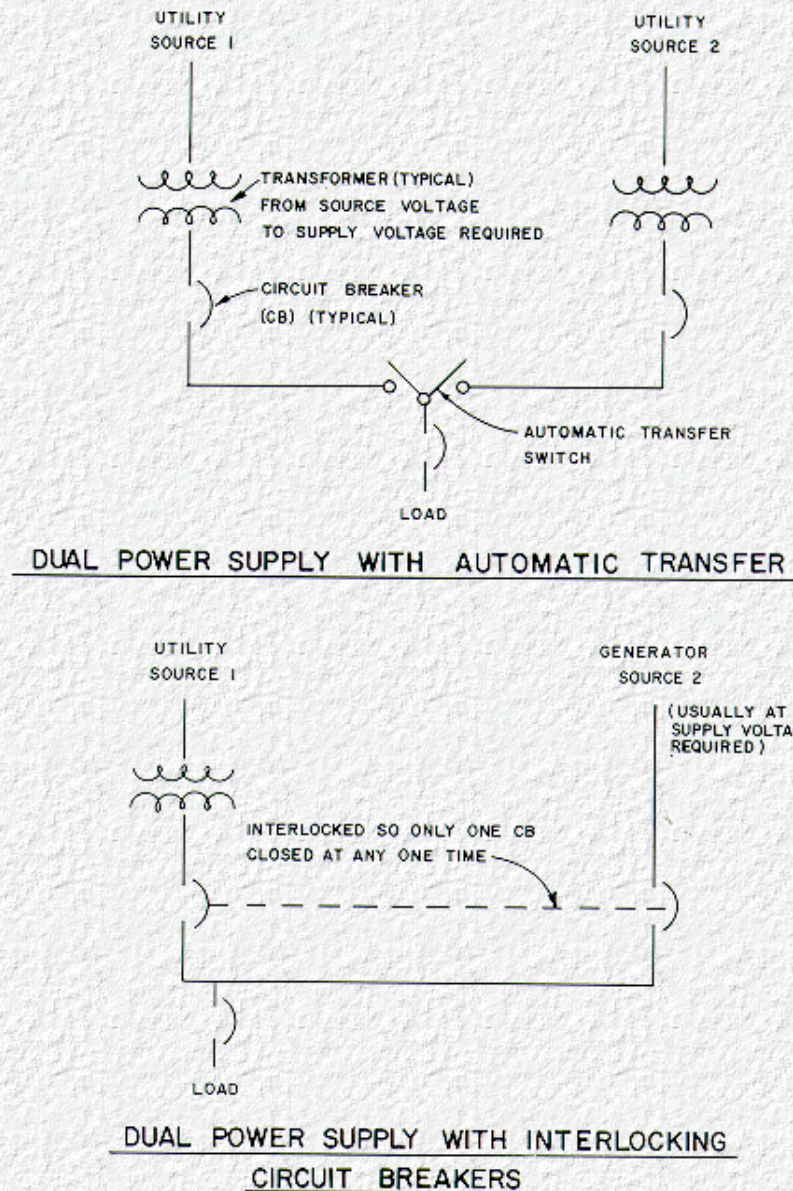 UTILITY
SOURCE 1
UTILITY
SOURCE 2
TRANSFORMER (TYPICAL)
FROM SOURCE VOLTAGE
TO SUPPLY VOLTAGE REQUIRED
CIRCUIT BREAKER
(CB) (TYPICAL)
AUTOMATIC TRANSFER
SWITCH
LOAD
DUAL POWER SUPPLY WITH AUTOMATIC TRANSFER
UTILITY
SOURCE 1
GENERATOR
SOURCE 2
(USUALLY AT
SUPPLY VOLTA
REQUIRED)
INTERLOCKED SO ONLY ONE CB
CLOSED AT ANY ONE TIME
LOAD
DUAL POWER SUPPLY WITH INTERLOCKING
CIRCUIT BREAKERS